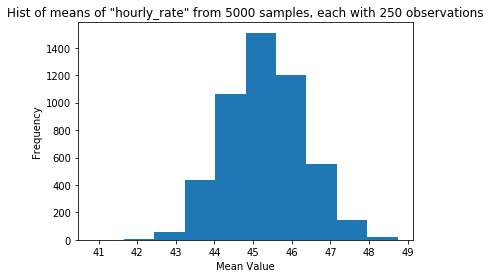 Hist of means of "hourly_rate" from 5000 samples, each with 250 observations
1400
1200
1000
800
600
400
200
0
Frequency
41 42 43 44 45 46 47 48 49
Mean Value